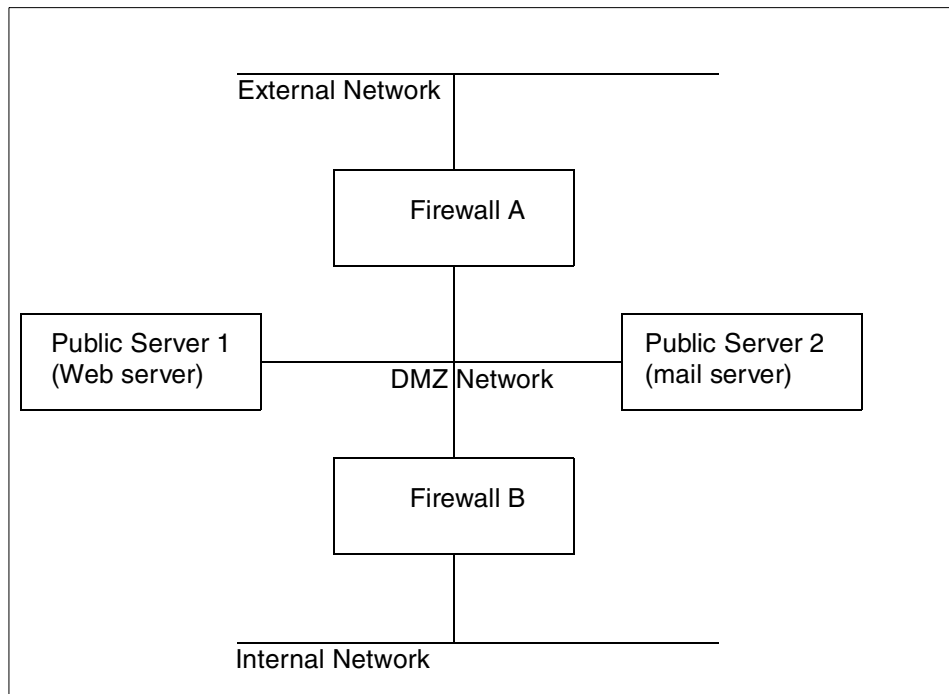 External Network
Firewall A
Public Server 1
(Web server)
Public Server 2
(mail server)
DMZ Network
Firewall B
Internal Network